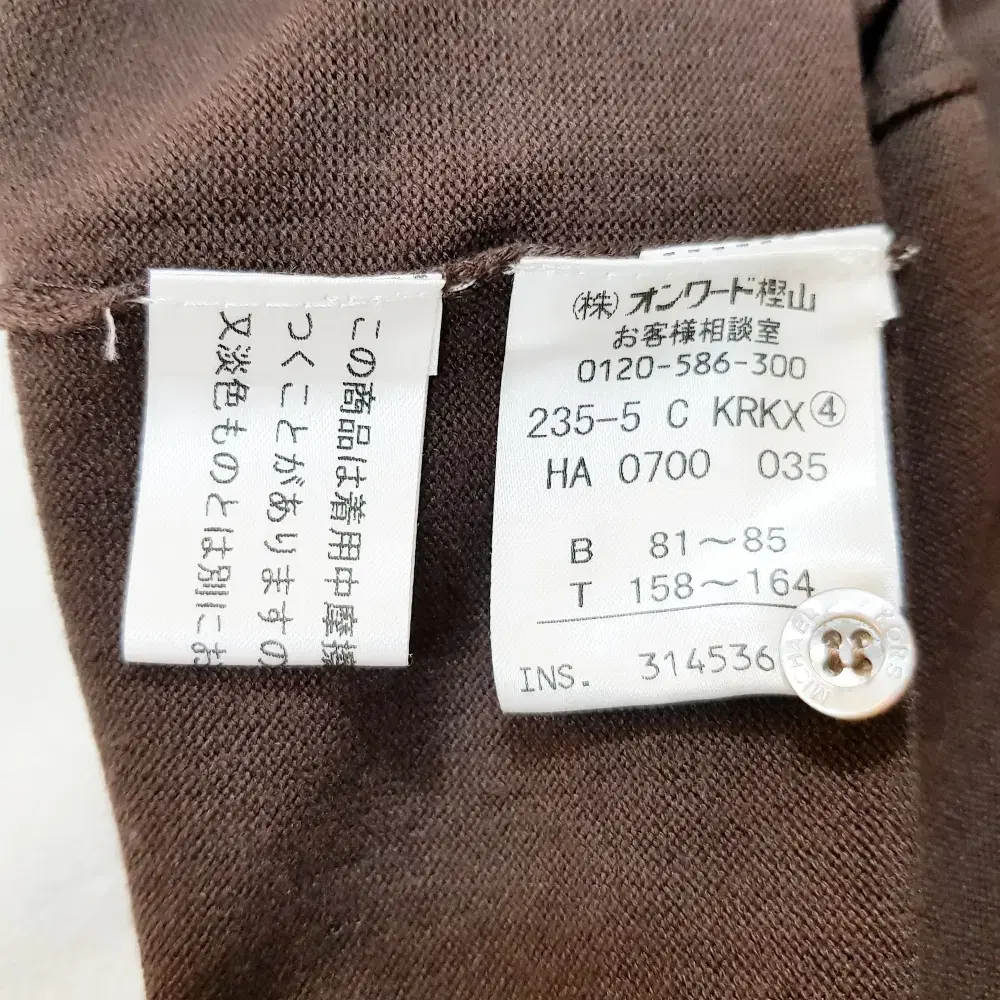 この商品は着用中摩擦
つくことがありますの
又淡色ものとは別にお
(株)オンワード樫山
お客様相談室
0120-586-300
235-5 C KRKX④
HA 0700 035
B 81～85
T 158～164
INS. 314536
MICHAEL KORS